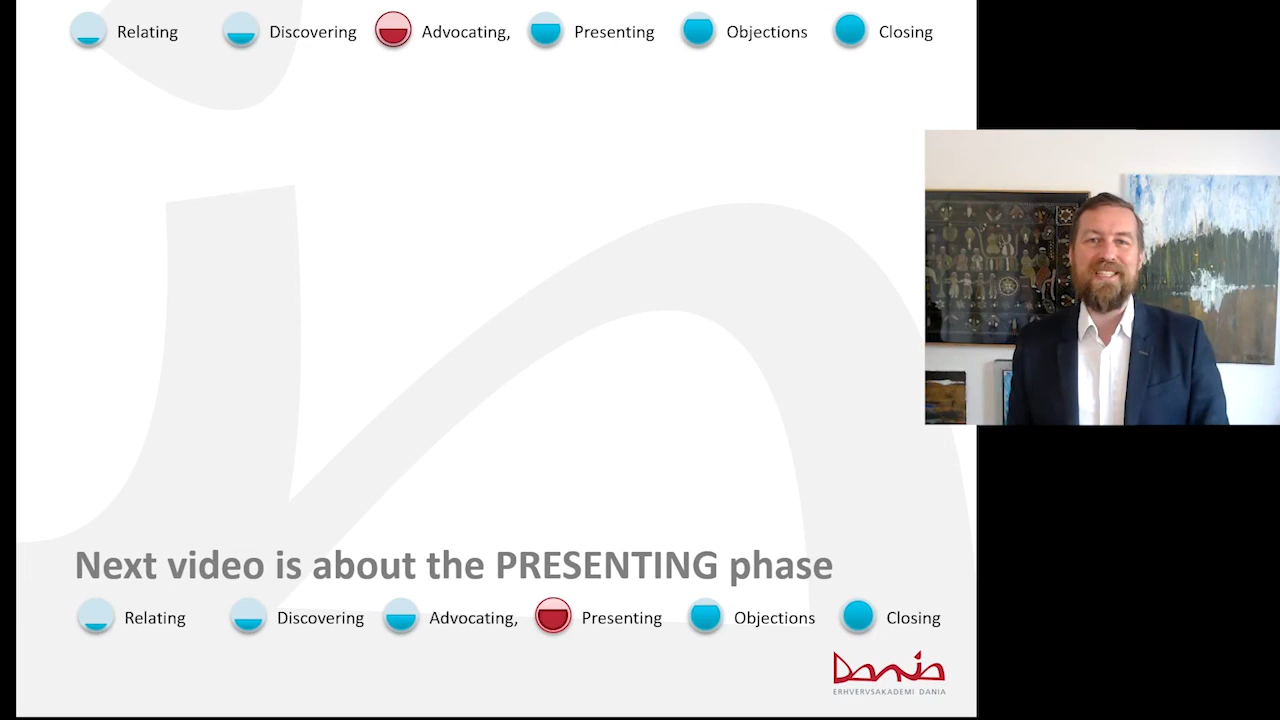 Relating Discovering Advocating, Presenting Objections Closing
Next video is about the PRESENTING phase
Relating Discovering Advocating, Presenting Objections Closing
Dania
ERHVERVSAKADEMI DANIA